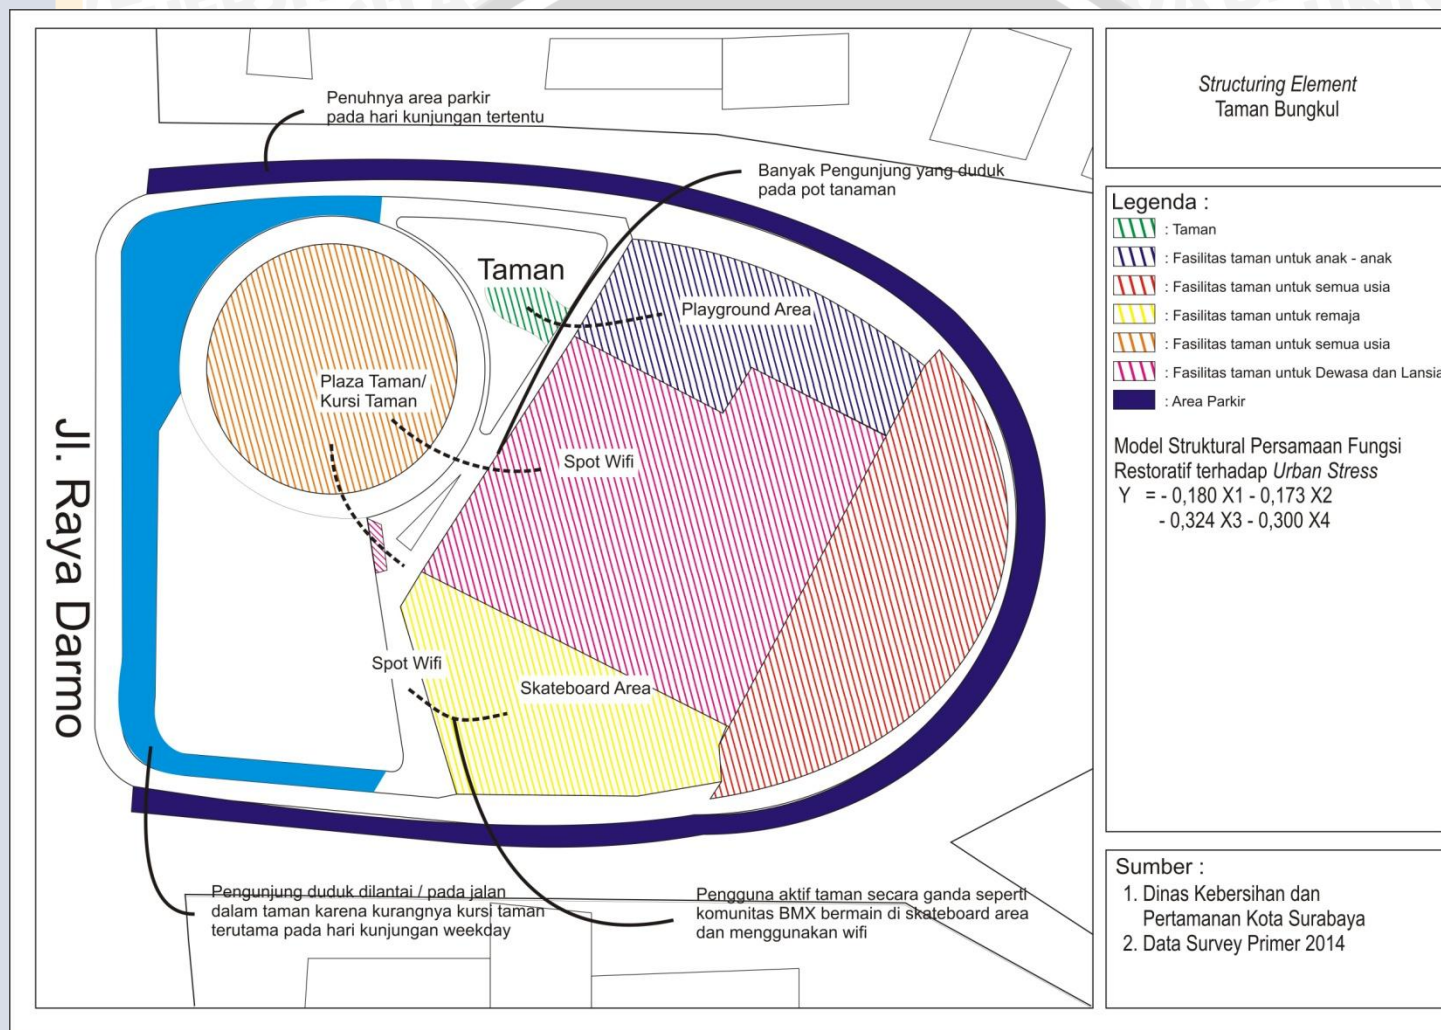 Penuhnya area parkir
pada hari kunjungan tertentu
Banyak Pengunjung yang duduk
pada pot tanaman
Taman
Playground Area
Plaza Taman/
Kursi Taman
Spot Wifi
Jl. Raya Darmo
Spot Wifi
Skateboard Area
Pengunjung duduk dilantai / pada jalan
dalam taman karena kurangnya kursi taman
terutama pada hari kunjungan weekday
Pengguna aktif taman secara ganda seperti
komunitas BMX bermain di skateboard area
dan menggunakan wifi
Structuring Element
Taman Bungkul
Legenda :
: Taman
: Fasilitas taman untuk anak - anak
: Fasilitas taman untuk semua usia
: Fasilitas taman untuk remaja
: Fasilitas taman untuk semua usia
: Fasilitas taman untuk Dewasa dan Lansia
: Area Parkir
Model Struktural Persamaan Fungsi
Restoratif terhadap Urban Stress
Y = - 0,180 X1 - 0,173 X2
- 0,324 X3 - 0,300 X4
Sumber :
1. Dinas Kebersihan dan
Pertamanan Kota Surabaya
2. Data Survey Primer 2014